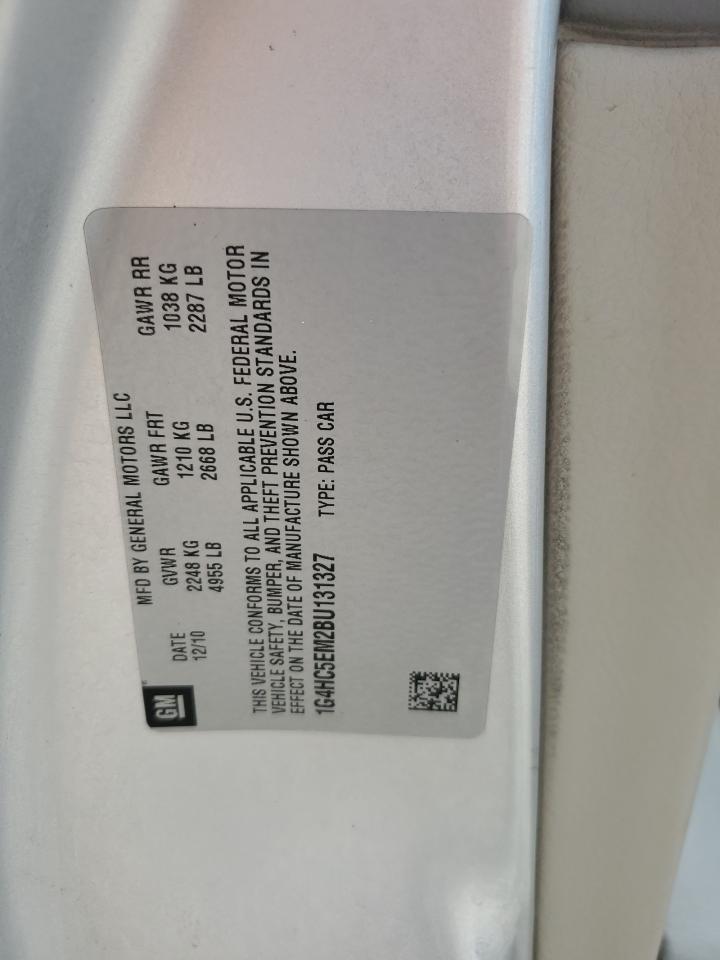 GM
MFD BY GENERAL MOTORS LLC
DATE GVWR GAWR FRT GAWR RR
12/10 2248 KG 1210 KG 1038 KG
4955 LB 2668 LB 2287 LB
THIS VEHICLE CONFORMS TO ALL APPLICABLE U.S. FEDERAL MOTOR
VEHICLE SAFETY, BUMPER, AND THEFT PREVENTION STANDARDS IN
EFFECT ON THE DATE OF MANUFACTURE SHOWN ABOVE.
1G4HC5EM2BU131327 TYPE: PASS CAR